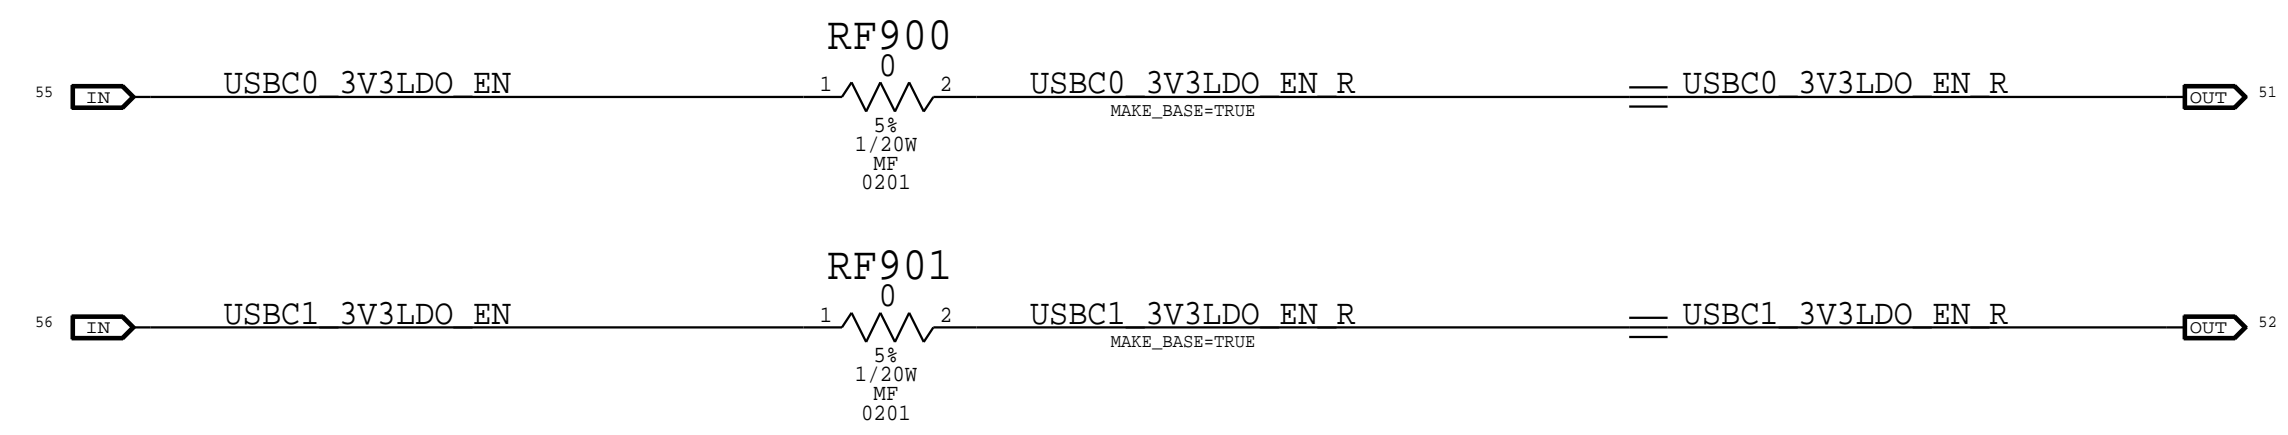 RF900
0
55 IN USBC0_3V3LDO_EN 1 2 USBC0_3V3LDO_EN_R USBC0_3V3LDO_EN_R OUT 51
MAKE_BASE=TRUE
5%
1/20W
MF
0201
RF901
0
56 IN USBC1_3V3LDO_EN 1 2 USBC1_3V3LDO_EN_R USBC1_3V3LDO_EN_R OUT 52
MAKE_BASE=TRUE
5%
1/20W
MF
0201